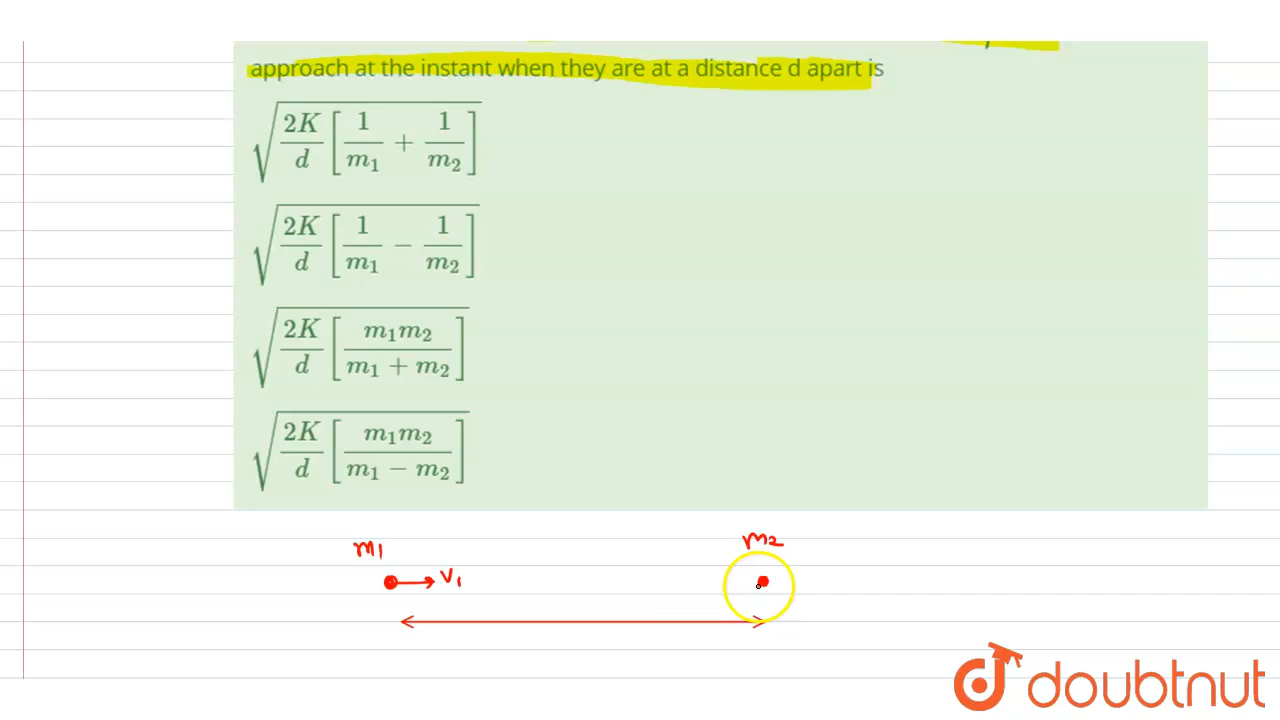 approach at the instant when they are at a distance d apart is
√(2K/d [1/m₁ + 1/m₂])
√(2K/d [1/m₁ − 1/m₂])
√(2K/d [m₁m₂/(m₁ + m₂)])
√(2K/d [m₁m₂/(m₁ − m₂)])
m₁ m₂
v₁
doubtnut